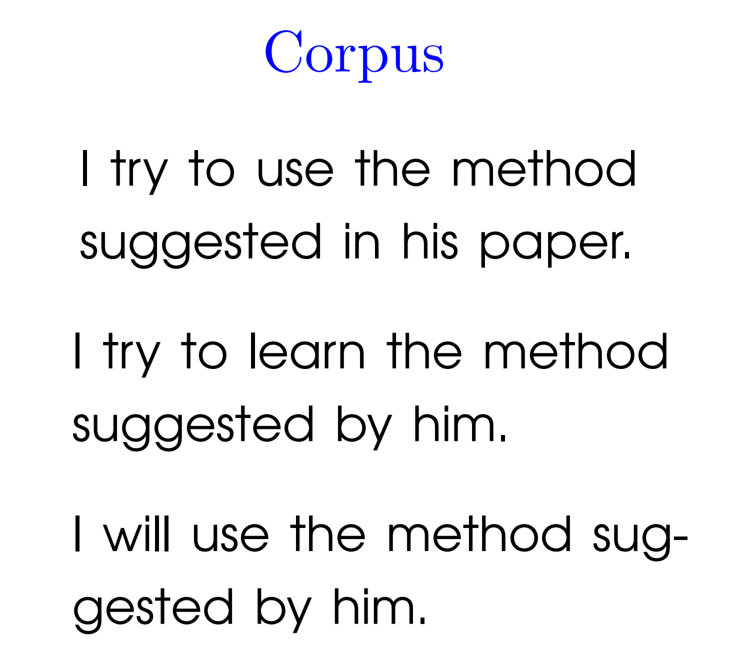 Corpus
I try to use the method
suggested in his paper.
I try to learn the method
suggested by him.
I will use the method sug-
gested by him.